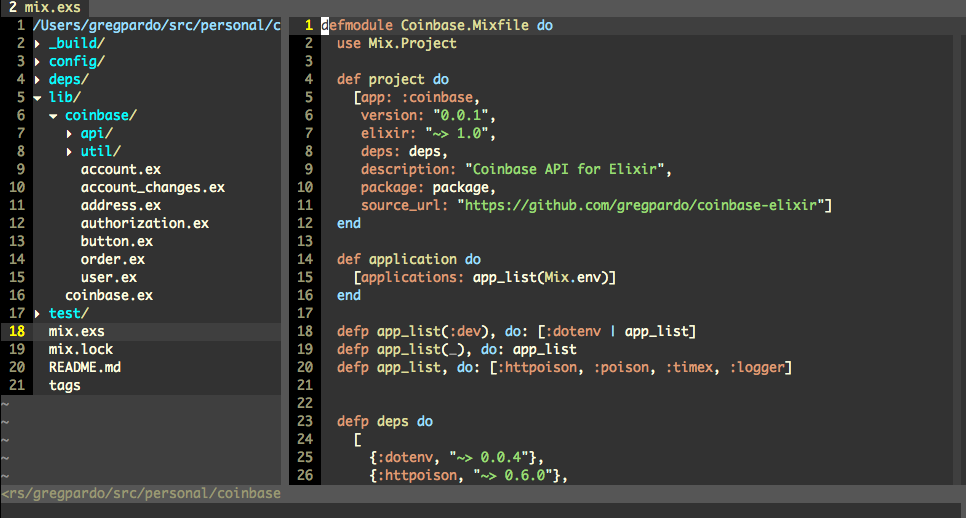 2 mix.exs
1 /Users/gregpardo/src/personal/c
2 ▸ _build/
3 ▸ config/
4 ▸ deps/
5 ▾ lib/
6 ▾ coinbase/
7 ▸ api/
8 ▸ util/
9 account.ex
10 account_changes.ex
11 address.ex
12 authorization.ex
13 button.ex
14 order.ex
15 user.ex
16 coinbase.ex
17 ▸ test/
18 mix.exs
19 mix.lock
20 README.md
21 tags
~
~
~
~
~
<rs/gregpardo/src/personal/coinbase
1 defmodule Coinbase.Mixfile do
2 use Mix.Project
3
4 def project do
5 [app: :coinbase,
6 version: "0.0.1",
7 elixir: "~> 1.0",
8 deps: deps,
9 description: "Coinbase API for Elixir",
10 package: package,
11 source_url: "https://github.com/gregpardo/coinbase-elixir"]
12 end
13
14 def application do
15 [applications: app_list(Mix.env)]
16 end
17
18 defp app_list(:dev), do: [:dotenv | app_list]
19 defp app_list(_), do: app_list
20 defp app_list, do: [:httpoison, :poison, :timex, :logger]
21
22
23 defp deps do
24 [
25 {:dotenv, "~> 0.0.4"},
26 {:httpoison, "~> 0.6.0"},